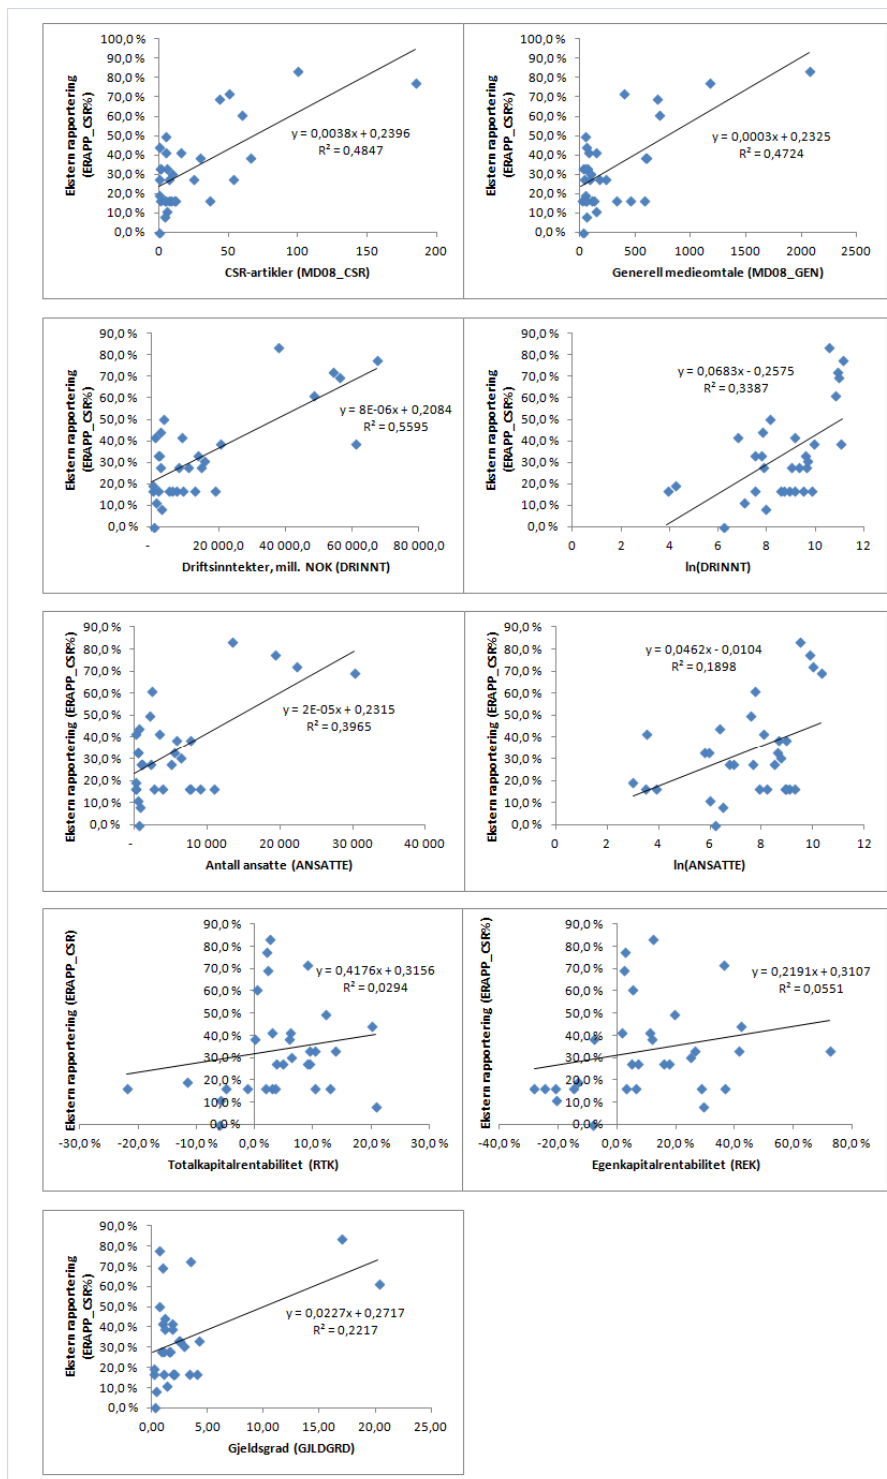 Ekstern rapportering
(ERAPP_CSR%)
100,0 %
90,0 %
80,0 %
70,0 %
60,0 %
50,0 %
40,0 %
30,0 %
20,0 %
10,0 %
0,0 %
y = 0,0038x + 0,2396
R² = 0,4847
0 50 100 150 200
CSR-artikler (MD08_CSR)
Ekstern rapportering
(ERAPP_CSR%)
100,0 %
90,0 %
80,0 %
70,0 %
60,0 %
50,0 %
40,0 %
30,0 %
20,0 %
10,0 %
0,0 %
y = 0,0003x + 0,2325
R² = 0,4724
0 500 1000 1500 2000 2500
Generell medieomtale (MD08_GEN)
Ekstern rapportering
(ERAPP_CSR%)
90,0 %
80,0 %
70,0 %
60,0 %
50,0 %
40,0 %
30,0 %
20,0 %
10,0 %
0,0 %
y = 8E-06x + 0,2084
R² = 0,5595
- 20 000,0 40 000,0 60 000,0 80 000,0
Driftsinntekter, mill. NOK (DRINNT)
Ekstern rapportering
(ERAPP_CSR%)
90,0 %
80,0 %
70,0 %
60,0 %
50,0 %
40,0 %
30,0 %
20,0 %
10,0 %
0,0 %
y = 0,0683x - 0,2575
R² = 0,3387
0 2 4 6 8 10 12
ln(DRINNT)
Ekstern rapportering (ERAPP_CSR%)
90,0 %
80,0 %
70,0 %
60,0 %
50,0 %
40,0 %
30,0 %
20,0 %
10,0 %
0,0 %
y = 2E-05x + 0,2315
R² = 0,3965
- 10 000 20 000 30 000 40 000
Antall ansatte (ANSATTE)
Ekstern rapportering (ERAPP_CSR%)
90,0 %
80,0 %
70,0 %
60,0 %
50,0 %
40,0 %
30,0 %
20,0 %
10,0 %
0,0 %
y = 0,0462x - 0,0104
R² = 0,1898
0 2 4 6 8 10 12
ln(ANSATTE)
Ekstern rapportering (ERAPP_CSR)
90,0 %
80,0 %
70,0 %
60,0 %
50,0 %
40,0 %
30,0 %
20,0 %
10,0 %
0,0 %
y = 0,4176x + 0,3156
R² = 0,0294
-30,0 % -20,0 % -10,0 % 0,0 % 10,0 % 20,0 % 30,0 %
Totalkapitalrentabilitet (RTK)
Ekstern rapportering (ERAPP_CSR%)
90,0 %
80,0 %
70,0 %
60,0 %
50,0 %
40,0 %
30,0 %
20,0 %
10,0 %
0,0 %
y = 0,2191x + 0,3107
R² = 0,0551
-40,0 % -20,0 % 0,0 % 20,0 % 40,0 % 60,0 % 80,0 %
Egenkapitalrentabilitet (REK)
Ekstern rapportering
(ERAPP_CSR%)
90,0 %
80,0 %
70,0 %
60,0 %
50,0 %
40,0 %
30,0 %
20,0 %
10,0 %
0,0 %
y = 0,0227x + 0,2717
R² = 0,2217
0,00 5,00 10,00 15,00 20,00 25,00
Gjeldsgrad (GJLDGRD)